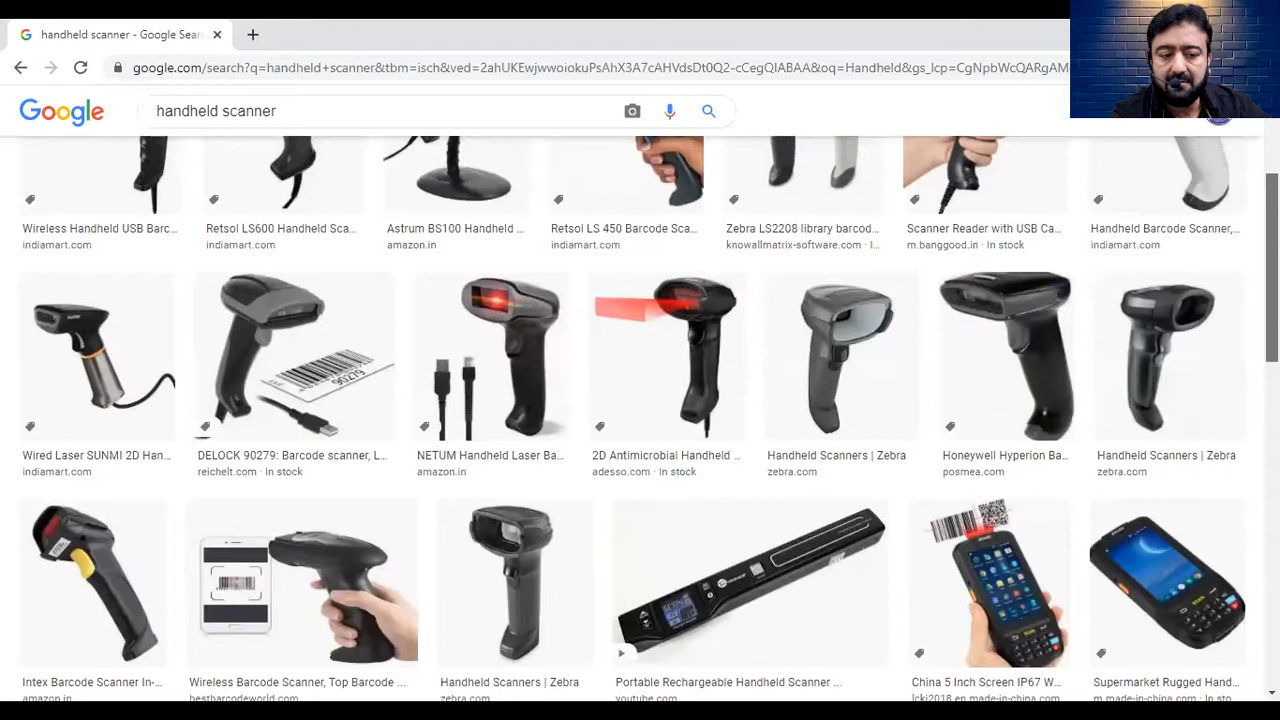 handheld scanner - Google Sear
google.com/search?q=handheld+scanner&tbm=isch&ved=
Google
handheld scanner
Wireless Handheld USB Barc...
Retsol LS600 Handheld Sca...
Astrum BS100 Handheld ...
Retsol LS 450 Barcode Sca...
Zebra LS2208 library barcod...
Scanner Reader with USB Ca...
Handheld Barcode Scanner,...
indiamart.com
indiamart.com
amazon.in
indiamart.com
knowallmatrix-software.com · I...
m.banggood.in · In stock
indiamart.com
90279
Wired Laser SUNMI 2D Han...
DELOCK 90279: Barcode scanner, L...
NETUM Handheld Laser Ba...
2D Antimicrobial Handheld ...
Handheld Scanners | Zebra
Honeywell Hyperion Ba...
Handheld Scanners | Zebra
indiamart.com
reichelt.com · In stock
amazon.in
adesso.com · In stock
zebra.com
posmea.com
zebra.com
Intex Barcode Scanner In-...
Wireless Barcode Scanner, Top Barcode ...
Handheld Scanners | Zebra
Portable Rechargeable Handheld Scanner ...
China 5 Inch Screen IP67 W...
Supermarket Rugged Hand...
amazon.in
bestbarcodeworld.com
zebra.com
youtube.com
lckj2018.en.made-in-china.com
m.made-in-china.com · In sto